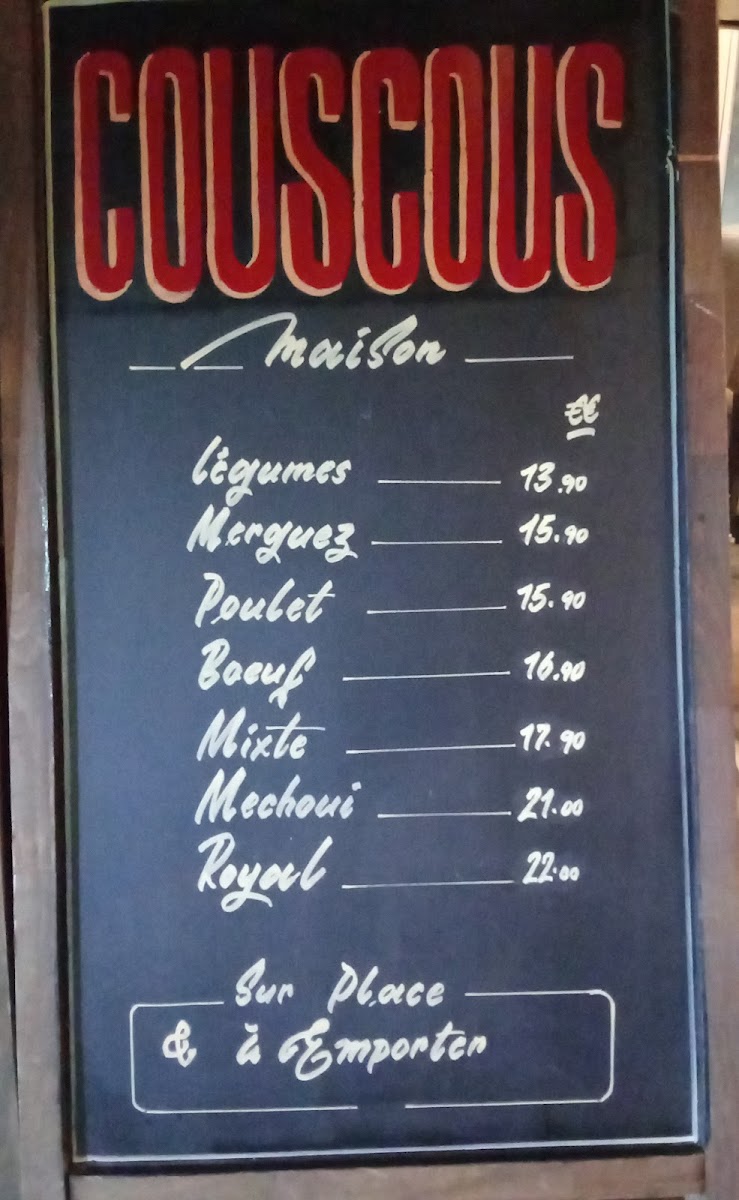 COUSCOUS
maison
€€
légumes 13.90
Merguez 15.90
Poulet 15.90
Boeuf 16.90
Mixte 17.90
Mechoui 21.00
Royal 22.00
Sur Place
& à Emporter